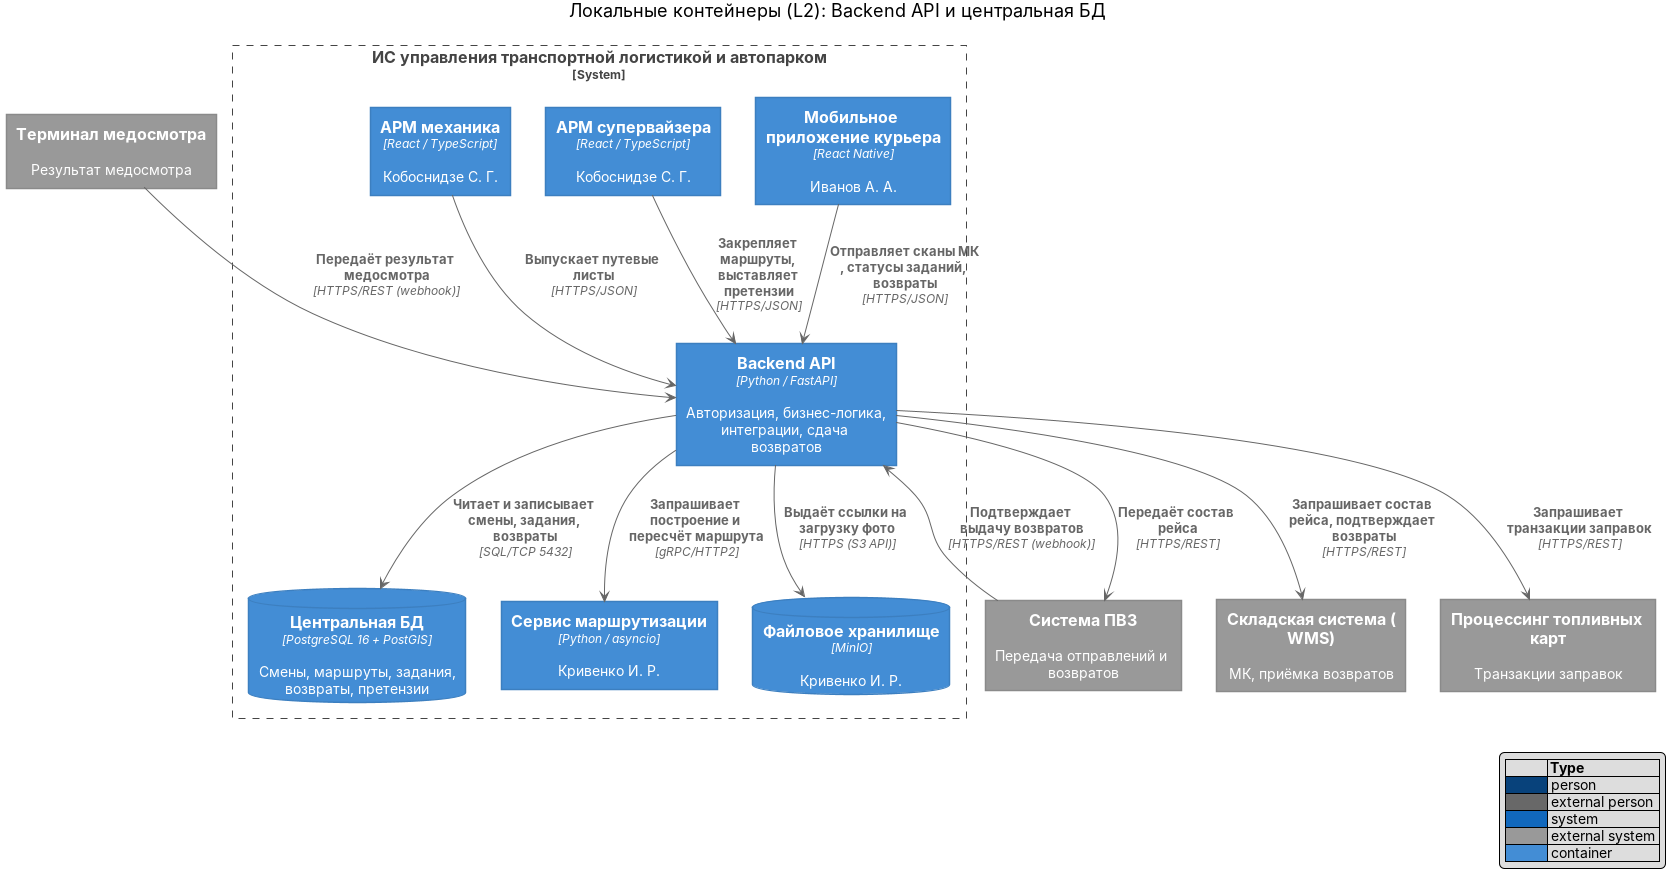 Локальные контейнеры (L2): Backend API и центральная БД
ИС управления транспортной логистикой и автопарком
[System]
Терминал медосмотра
Результат медосмотра
АРМ механика
[React / TypeScript]
Кобоснидзе С. Г.
АРМ супервайзера
[React / TypeScript]
Кобоснидзе С. Г.
Мобильное
приложение курьера
[React Native]
Иванов А. А.
Передаёт результат
медосмотра
[HTTPS/REST (webhook)]
Выпускает путевые
листы
[HTTPS/JSON]
Закрепляет
маршруты,
выставляет
претензии
[HTTPS/JSON]
Отправляет сканы МК
, статусы заданий,
возвраты
[HTTPS/JSON]
Backend API
[Python / FastAPI]
Авторизация, бизнес-логика,
интеграции, сдача
возвратов
Читает и записывает
смены, задания,
возвраты
[SQL/TCP 5432]
Запрашивает
построение и
пересчёт маршрута
[gRPC/HTTP2]
Выдаёт ссылки на
загрузку фото
[HTTPS (S3 API)]
Подтверждает
выдачу возвратов
[HTTPS/REST (webhook)]
Передаёт состав
рейса
[HTTPS/REST]
Запрашивает состав
рейса, подтверждает
возвраты
[HTTPS/REST]
Запрашивает
транзакции заправок
[HTTPS/REST]
Центральная БД
[PostgreSQL 16 + PostGIS]
Смены, маршруты, задания,
возвраты, претензии
Сервис маршрутизации
[Python / asyncio]
Кривенко И. Р.
Файловое хранилище
[MinIO]
Кривенко И. Р.
Система ПВЗ
Передача отправлений и
возвратов
Складская система (
WMS)
МК, приёмка возвратов
Процессинг топливных
карт
Транзакции заправок
Type
person
external person
system
external system
container